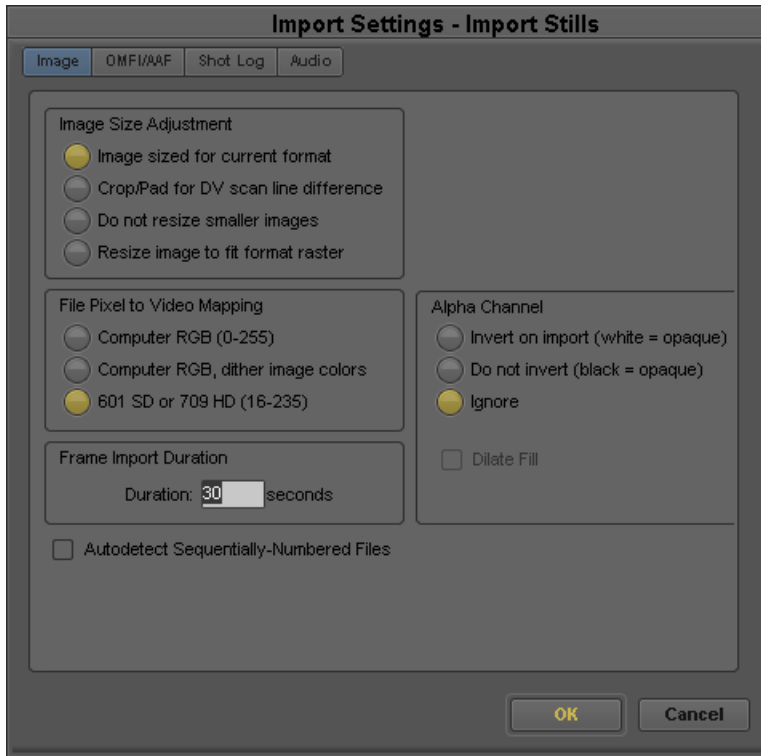 Import Settings - Import Stills
Image OMFI/AAF Shot Log Audio
Image Size Adjustment
Image sized for current format
Crop/Pad for DV scan line difference
Do not resize smaller images
Resize image to fit format raster
File Pixel to Video Mapping
Computer RGB (0-255)
Computer RGB, dither image colors
601 SD or 709 HD (16-235)
Alpha Channel
Invert on import (white = opaque)
Do not invert (black = opaque)
Ignore
Dilate Fill
Frame Import Duration
Duration: 30 seconds
Autodetect Sequentially-Numbered Files
OK Cancel